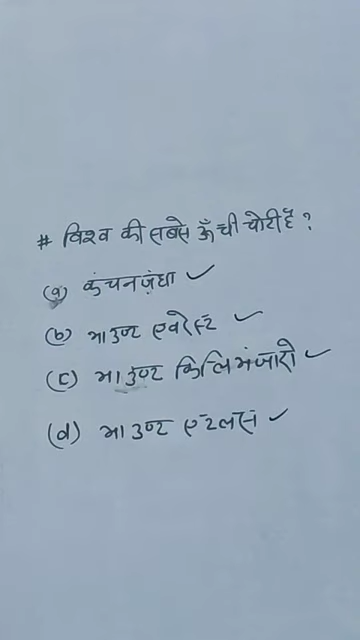 # विश्व की सबसे ऊँची चोटी है ?
(a) कंचनज़ंघा ✓
(b) माउण्ट एवरेस्ट ✓
(c) माउण्ट किलिमंजारो ✓
(d) माउण्ट एटलस ✓